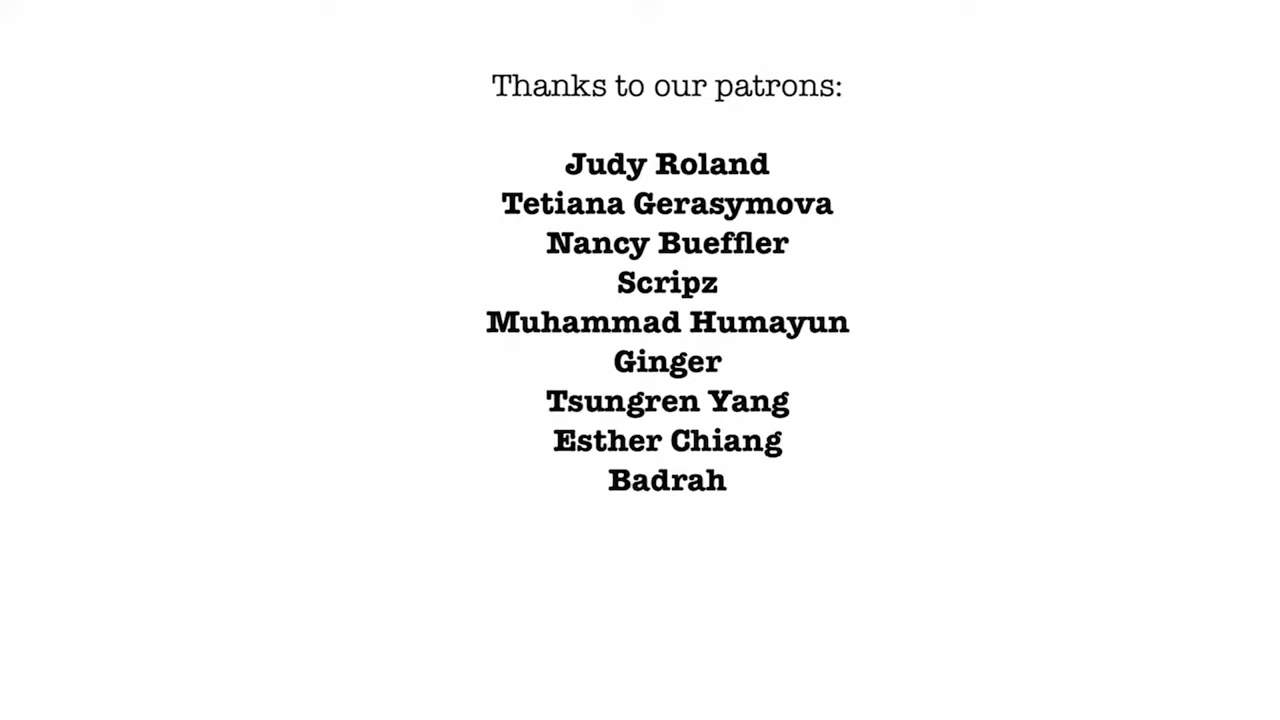 Thanks to our patrons:
Judy Roland
Tetiana Gerasymova
Nancy Bueffler
Scripz
Muhammad Humayun
Ginger
Tsungren Yang
Esther Chiang
Badrah